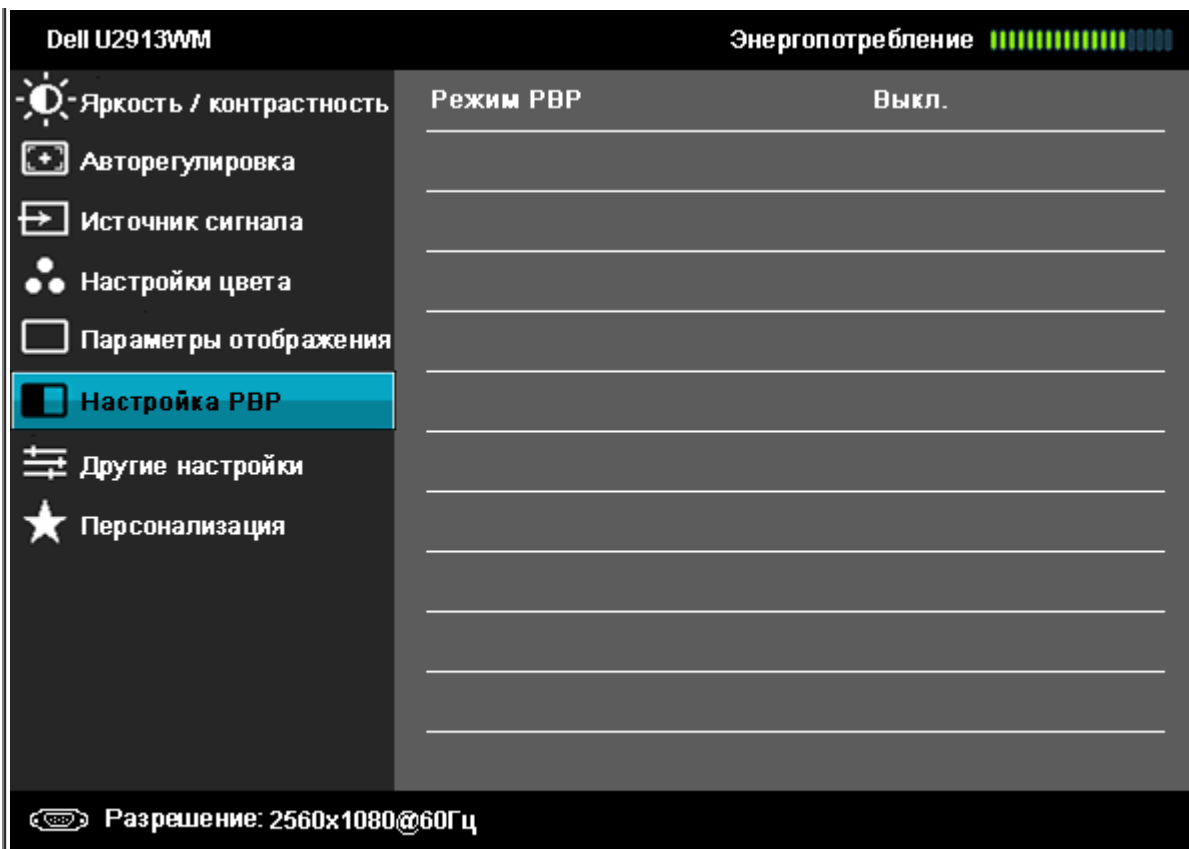 Dell U2913WM
Энергопотребление
Яркость / контрастность
Режим PBP Выкл.
Авторегулировка
Источник сигнала
Настройки цвета
Параметры отображения
Настройка PBP
Другие настройки
Персонализация
Разрешение: 2560x1080@60Гц